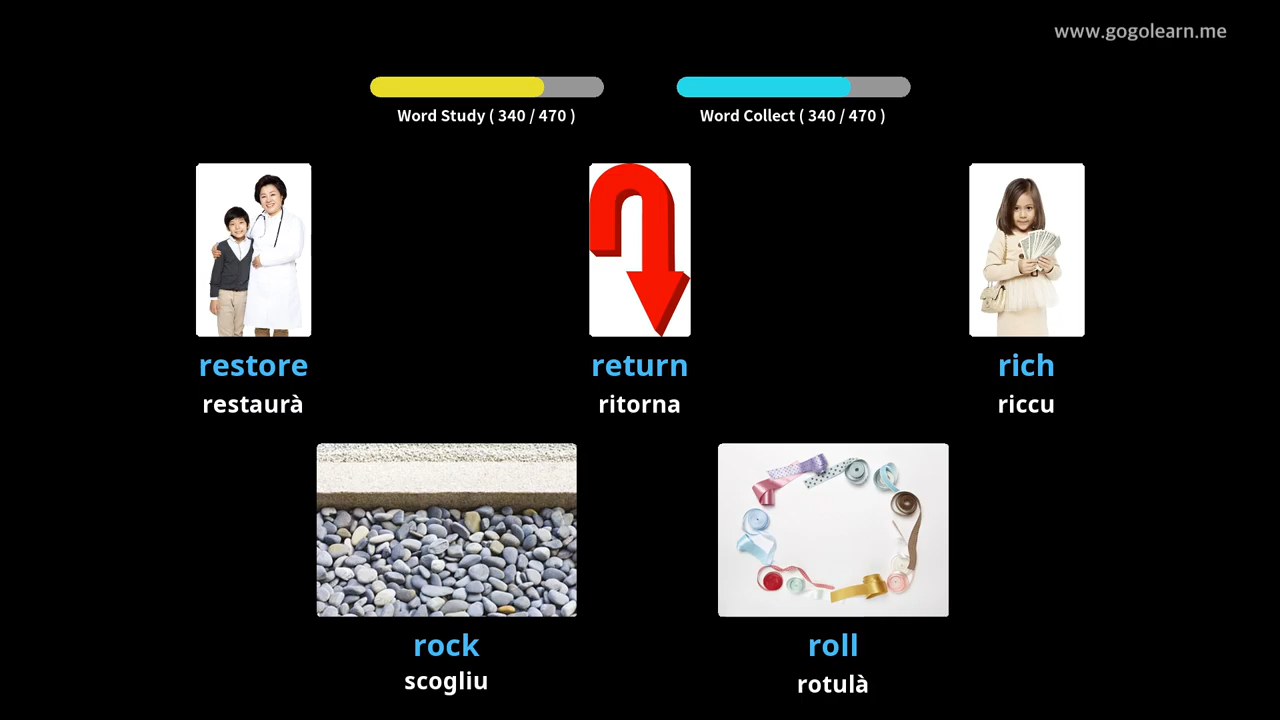 www.gogolearn.me
Word Study ( 340 / 470 )
Word Collect ( 340 / 470 )
restore
restaurà
return
ritorna
rich
riccu
rock
scogliu
roll
rotulà